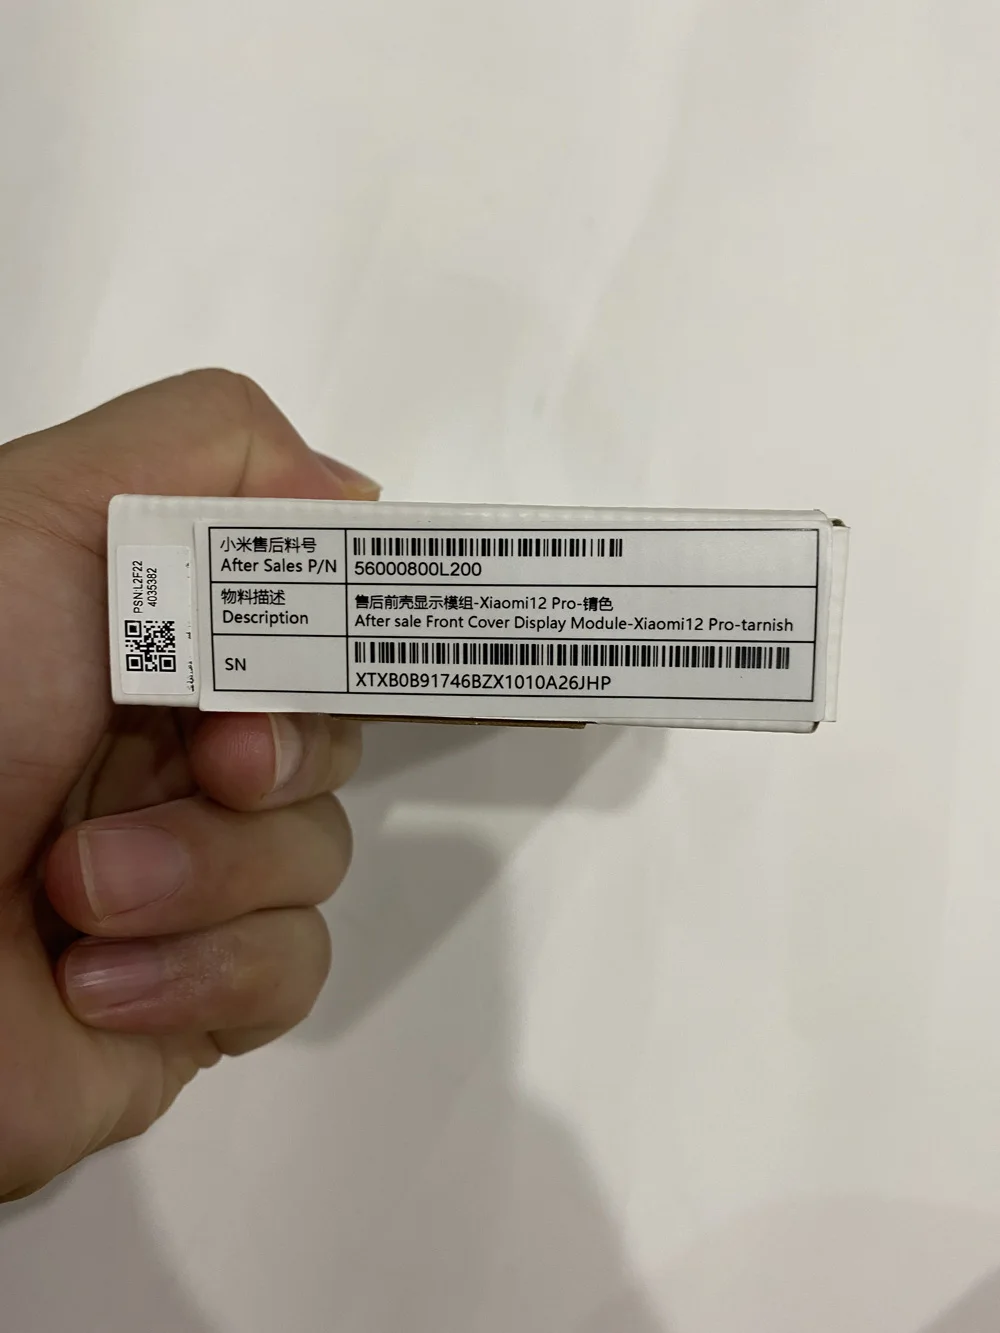 小米售后料号
After Sales P/N
56000800L200
物料描述
Description
售后前壳显示模组-Xiaomi12 Pro-锖色
After sale Front Cover Display Module-Xiaomi12 Pro-tarnish
SN
XTXB0B91746BZX1010A26JHP
PSN:L2F22
4035382